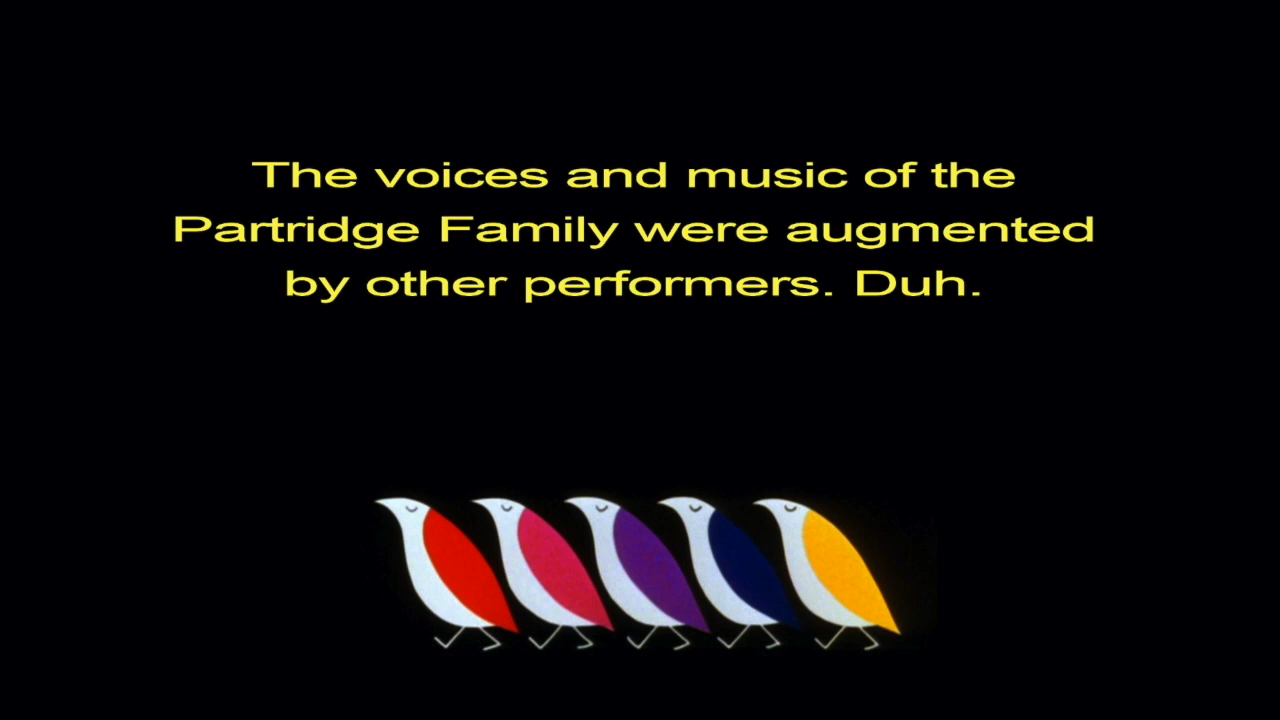 The voices and music of the
Partridge Family were augmented
by other performers. Duh.